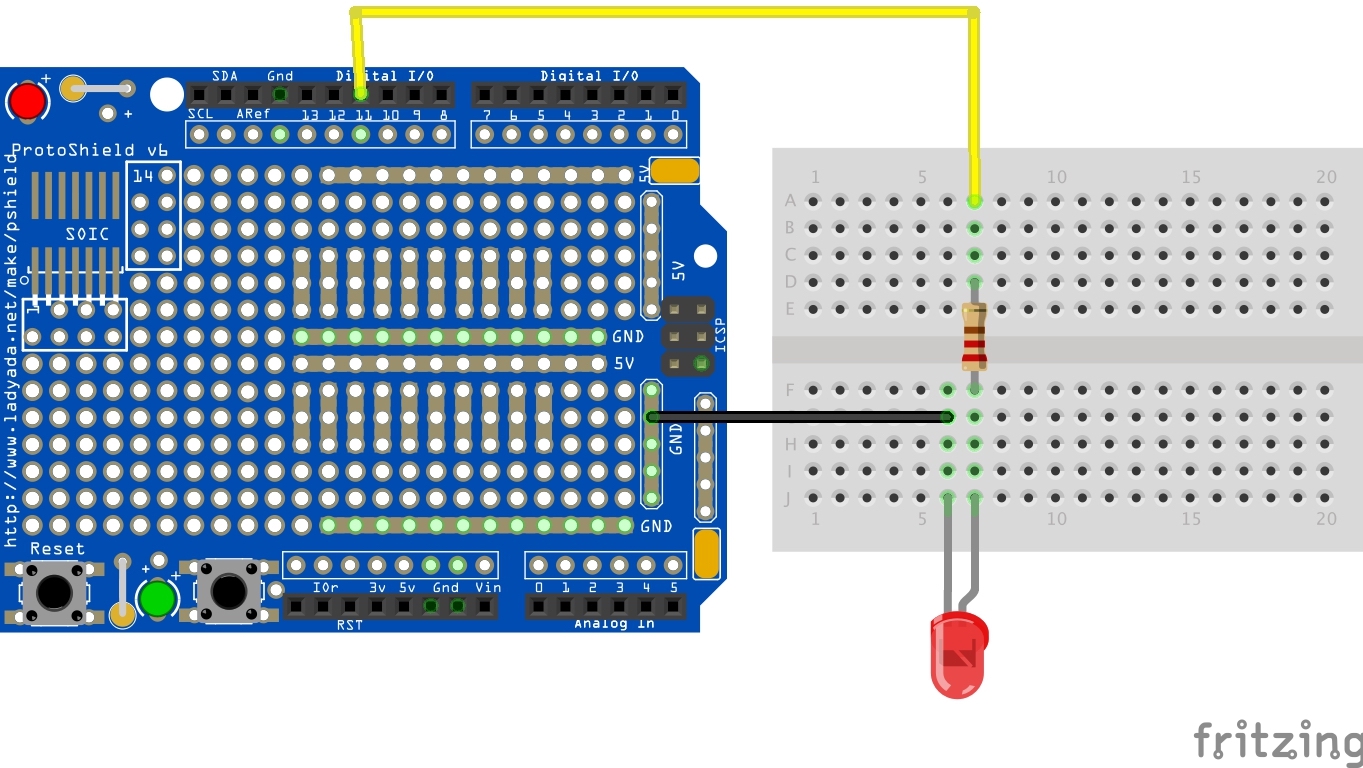 SDA Gnd Digital I/O Digital I/O
SCL ARef 13 12 11 10 9 8 7 6 5 4 3 2 1 0
+
+
ProtoShield v6
14
5V
SOIC
5V
1
GND
5V
ICSP
GND
GND
http://www.ladyada.net/make/pshield
Reset
+ +
IOr 3v 5v Gnd Vin 0 1 2 3 4 5
RST Analog In
1 5 10 15 20
A
B
C
D
E
F
H
I
J
1 5 10 15 20
fritzing